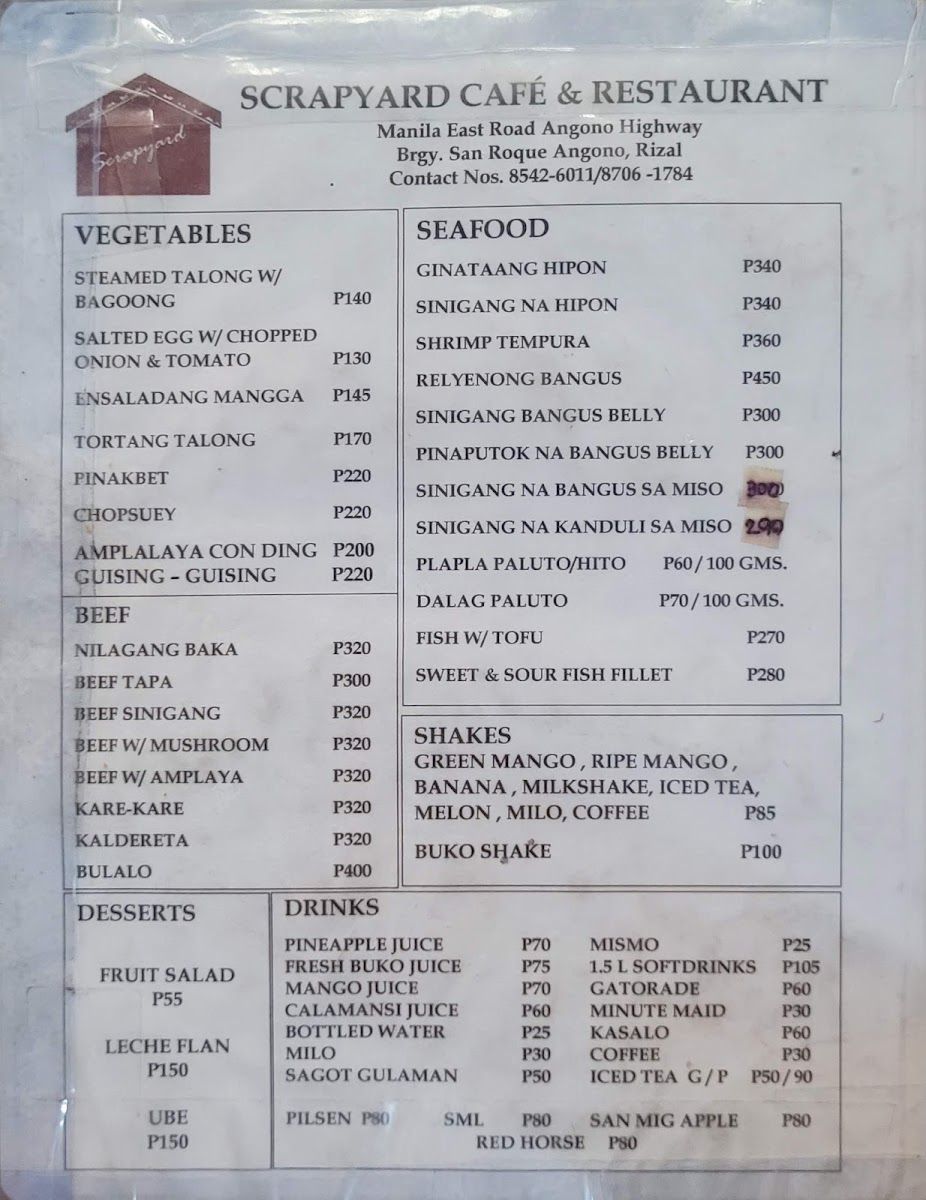 Scrapyard
SCRAPYARD CAFÉ & RESTAURANT
Manila East Road Angono Highway
Brgy. San Roque Angono, Rizal
Contact Nos. 8542-6011/8706 -1784
VEGETABLES
STEAMED TALONG W/
BAGOONG P140
SALTED EGG W/ CHOPPED
ONION & TOMATO P130
ENSALADANG MANGGA P145
TORTANG TALONG P170
PINAKBET P220
CHOPSUEY P220
AMPLALAYA CON DING P200
GUISING – GUISING P220
BEEF
NILAGANG BAKA P320
BEEF TAPA P300
BEEF SINIGANG P320
BEEF W/ MUSHROOM P320
BEEF W/ AMPLAYA P320
KARE-KARE P320
KALDERETA P320
BULALO P400
SEAFOOD
GINATAANG HIPON P340
SINIGANG NA HIPON P340
SHRIMP TEMPURA P360
RELYENONG BANGUS P450
SINIGANG BANGUS BELLY P300
PINAPUTOK NA BANGUS BELLY P300
SINIGANG NA BANGUS SA MISO 300
SINIGANG NA KANDULI SA MISO 290
PLAPLA PALUTO/HITO P60/100 GMS.
DALAG PALUTO P70/100 GMS.
FISH W/ TOFU P270
SWEET & SOUR FISH FILLET P280
SHAKES
GREEN MANGO , RIPE MANGO ,
BANANA , MILKSHAKE, ICED TEA,
MELON , MILO, COFFEE P85
BUKO SHAKE P100
DESSERTS
FRUIT SALAD
P55
LECHE FLAN
P150
UBE
P150
DRINKS
PINEAPPLE JUICE P70 MISMO P25
FRESH BUKO JUICE P75 1.5 L SOFTDRINKS P105
MANGO JUICE P70 GATORADE P60
CALAMANSI JUICE P60 MINUTE MAID P30
BOTTLED WATER P25 KASALO P60
MILO P30 COFFEE P30
SAGOT GULAMAN P50 ICED TEA G/P P50/90
PILSEN P80 SML P80 SAN MIG APPLE P80
RED HORSE P80